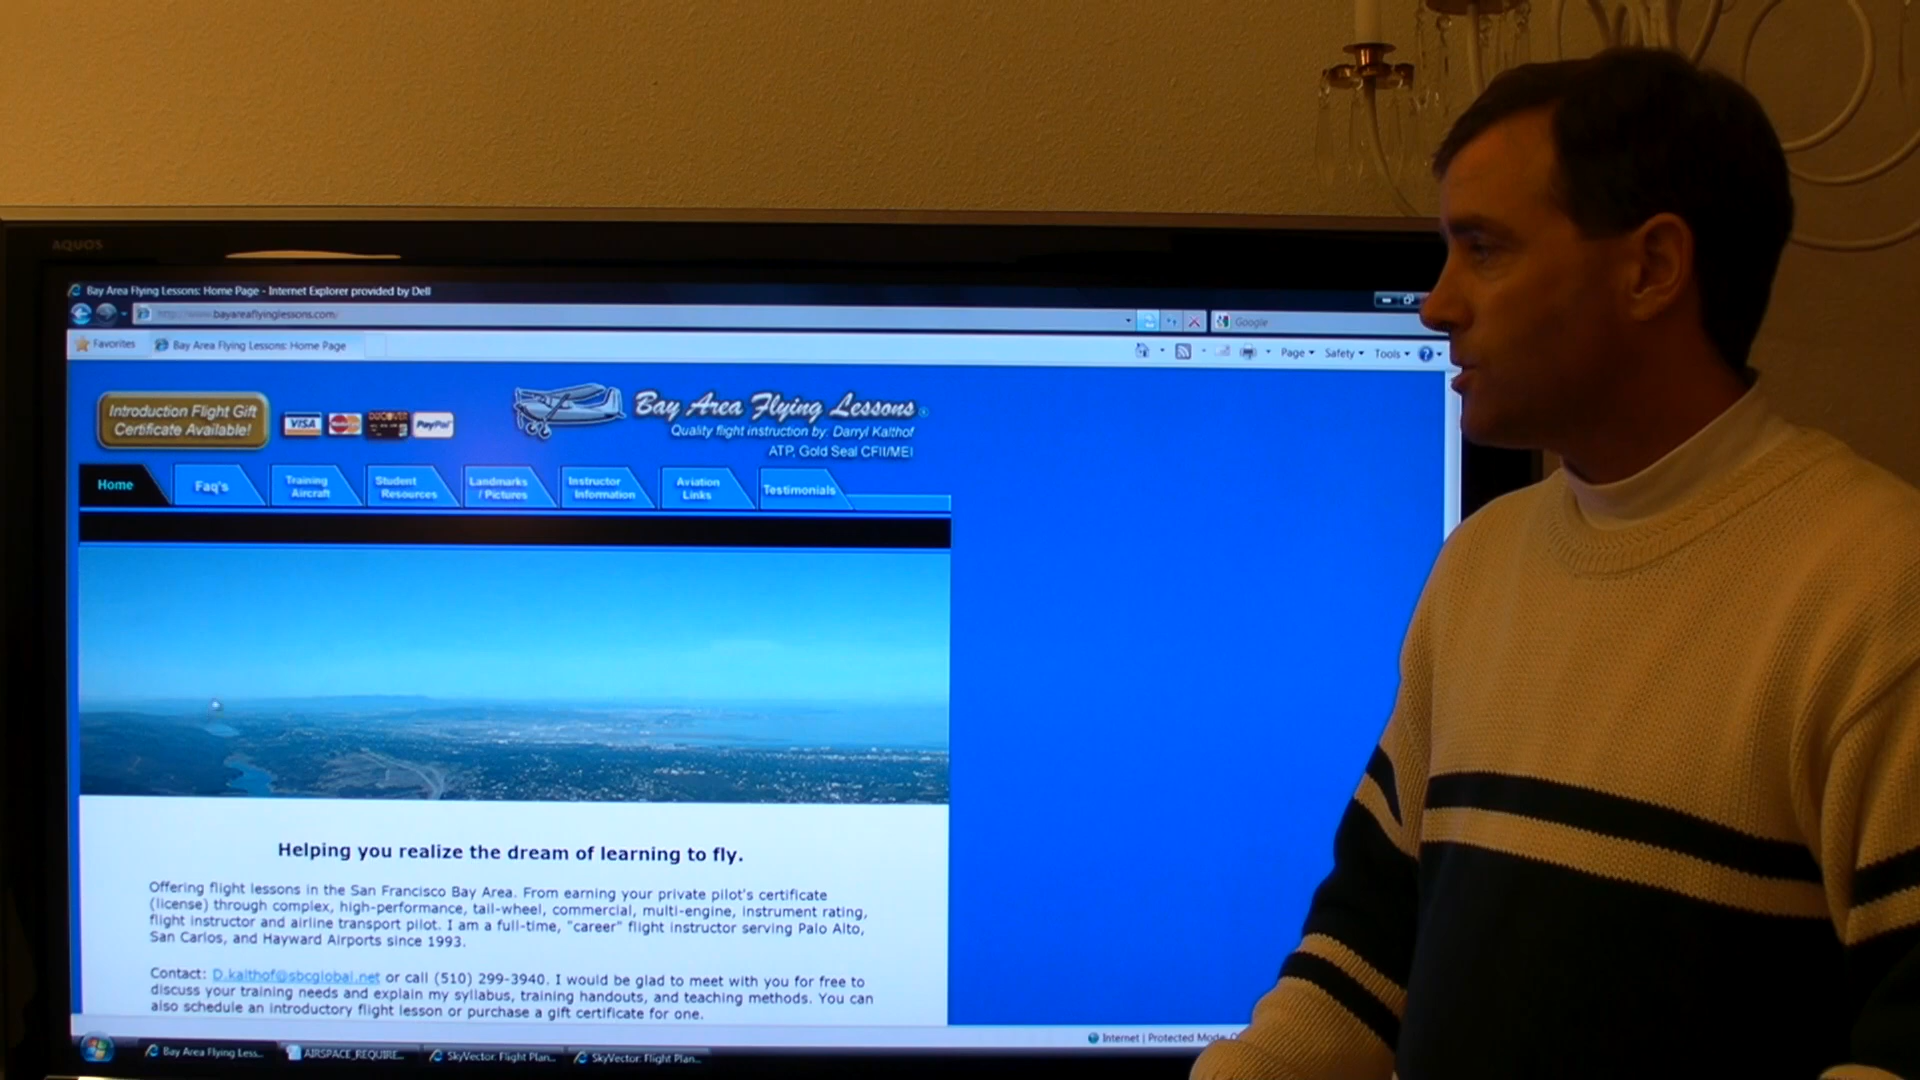 AQUOS
Bay Area Flying Lessons: Home Page - Internet Explorer provided by Dell
http://www.bayareaflyinglessons.com/
Google
Favorites
Bay Area Flying Lessons: Home Page
Page
Safety
Tools
Introduction Flight Gift
Certificate Available!
VISA
MasterCard
DISCOVER
PayPal
Bay Area Flying Lessons
Quality flight instruction by: Darryl Kalthof
ATP, Gold Seal CFII/MEI
Home
Faq's
Training Aircraft
Student Resources
Landmarks / Pictures
Instructor Information
Aviation Links
Testimonials
Helping you realize the dream of learning to fly.
Offering flight lessons in the San Francisco Bay Area. From earning your private pilot's certificate
(license) through complex, high-performance, tail-wheel, commercial, multi-engine, instrument rating,
flight instructor and airline transport pilot. I am a full-time, "career" flight instructor serving Palo Alto,
San Carlos, and Hayward Airports since 1993.
Contact: D.kalthof@sbcglobal.net or call (510) 299-3940. I would be glad to meet with you for free to
discuss your training needs and explain my syllabus, training handouts, and teaching methods. You can
also schedule an introductory flight lesson or purchase a gift certificate for one.
Internet | Protected Mode:
Bay Area Flying Less...
AIRSPACE_REQUIRE...
SkyVector: Flight Plan...
SkyVector: Flight Plan...